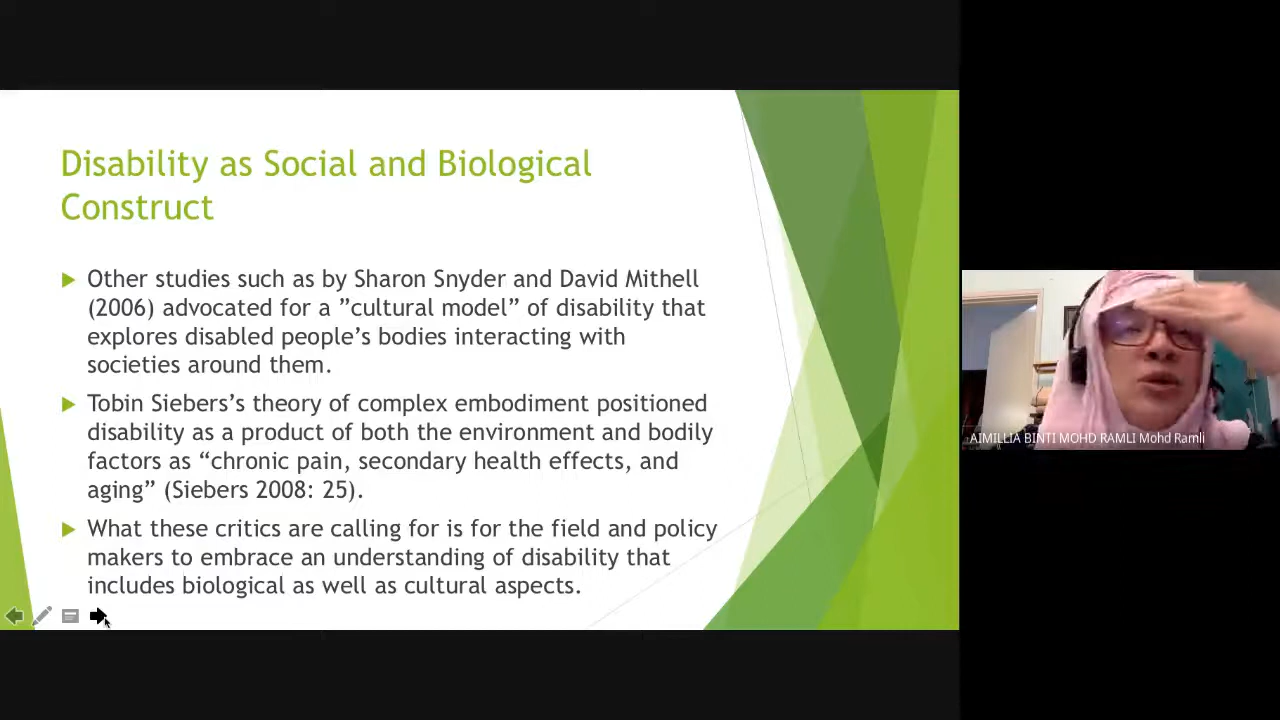 Disability as Social and Biological
Construct
Other studies such as by Sharon Snyder and David Mithell
(2006) advocated for a ”cultural model” of disability that
explores disabled people’s bodies interacting with
societies around them.
Tobin Siebers’s theory of complex embodiment positioned
disability as a product of both the environment and bodily
factors as “chronic pain, secondary health effects, and
aging” (Siebers 2008: 25).
What these critics are calling for is for the field and policy
makers to embrace an understanding of disability that
includes biological as well as cultural aspects.
AIMILLIA BINTI MOHD RAMLI Mohd Ramli